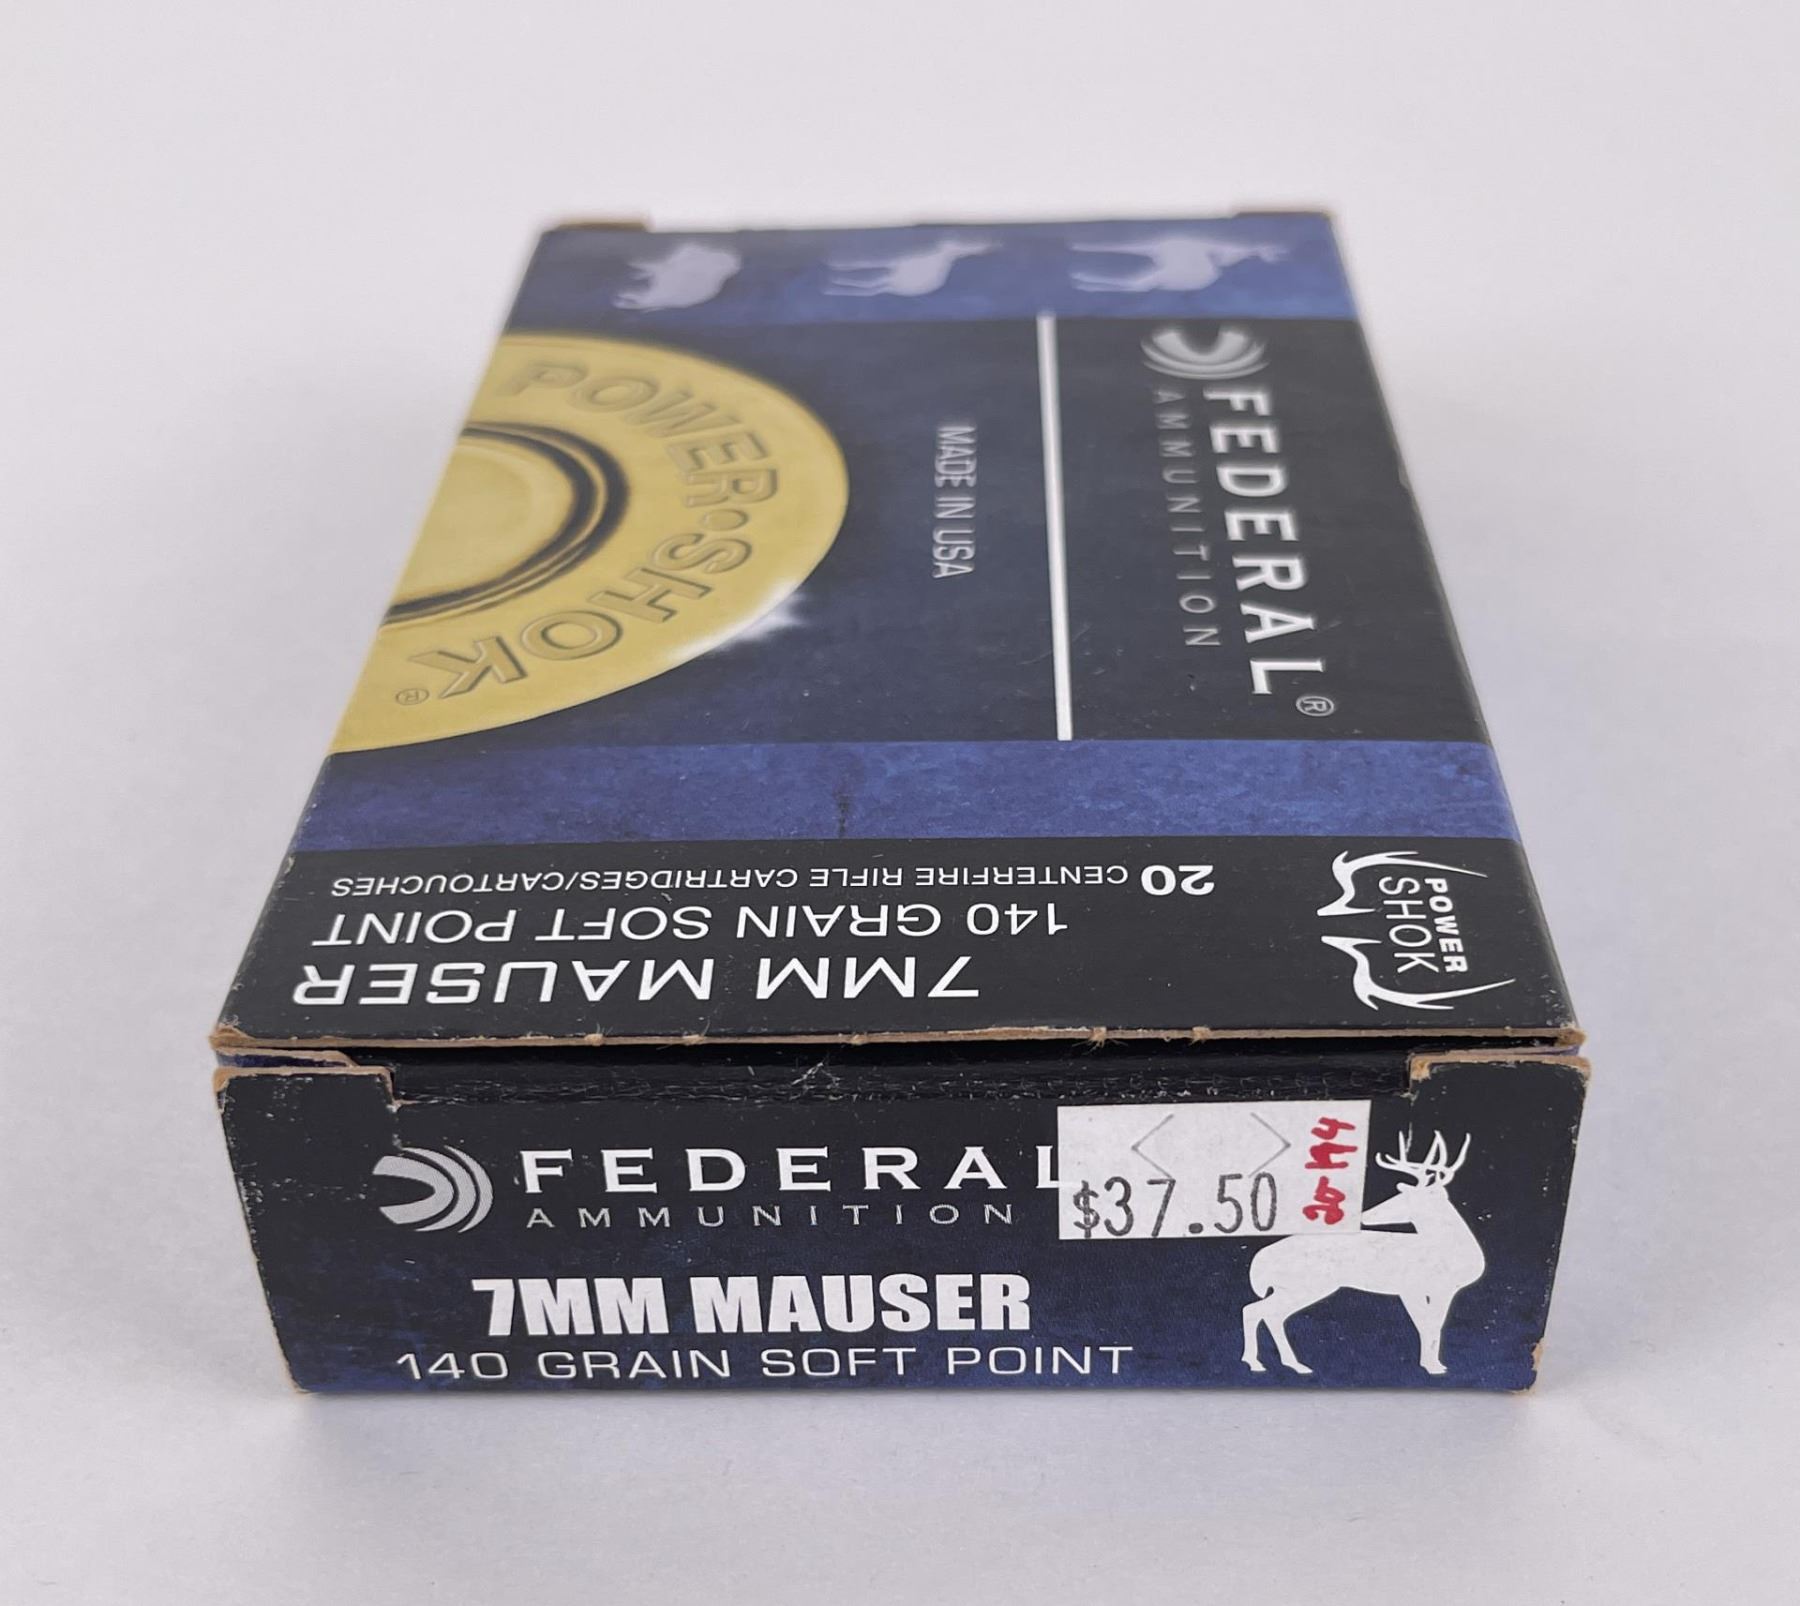 FEDERAL®
AMMUNITION
MADE IN USA
POWER•SHOK®
POWER
SHOK
7MM MAUSER
140 GRAIN SOFT POINT
20 CENTERFIRE RIFLE CARTRIDGES/CARTOUCHES
FEDERAL
AMMUNITION
7MM MAUSER
140 GRAIN SOFT POINT
$37.50